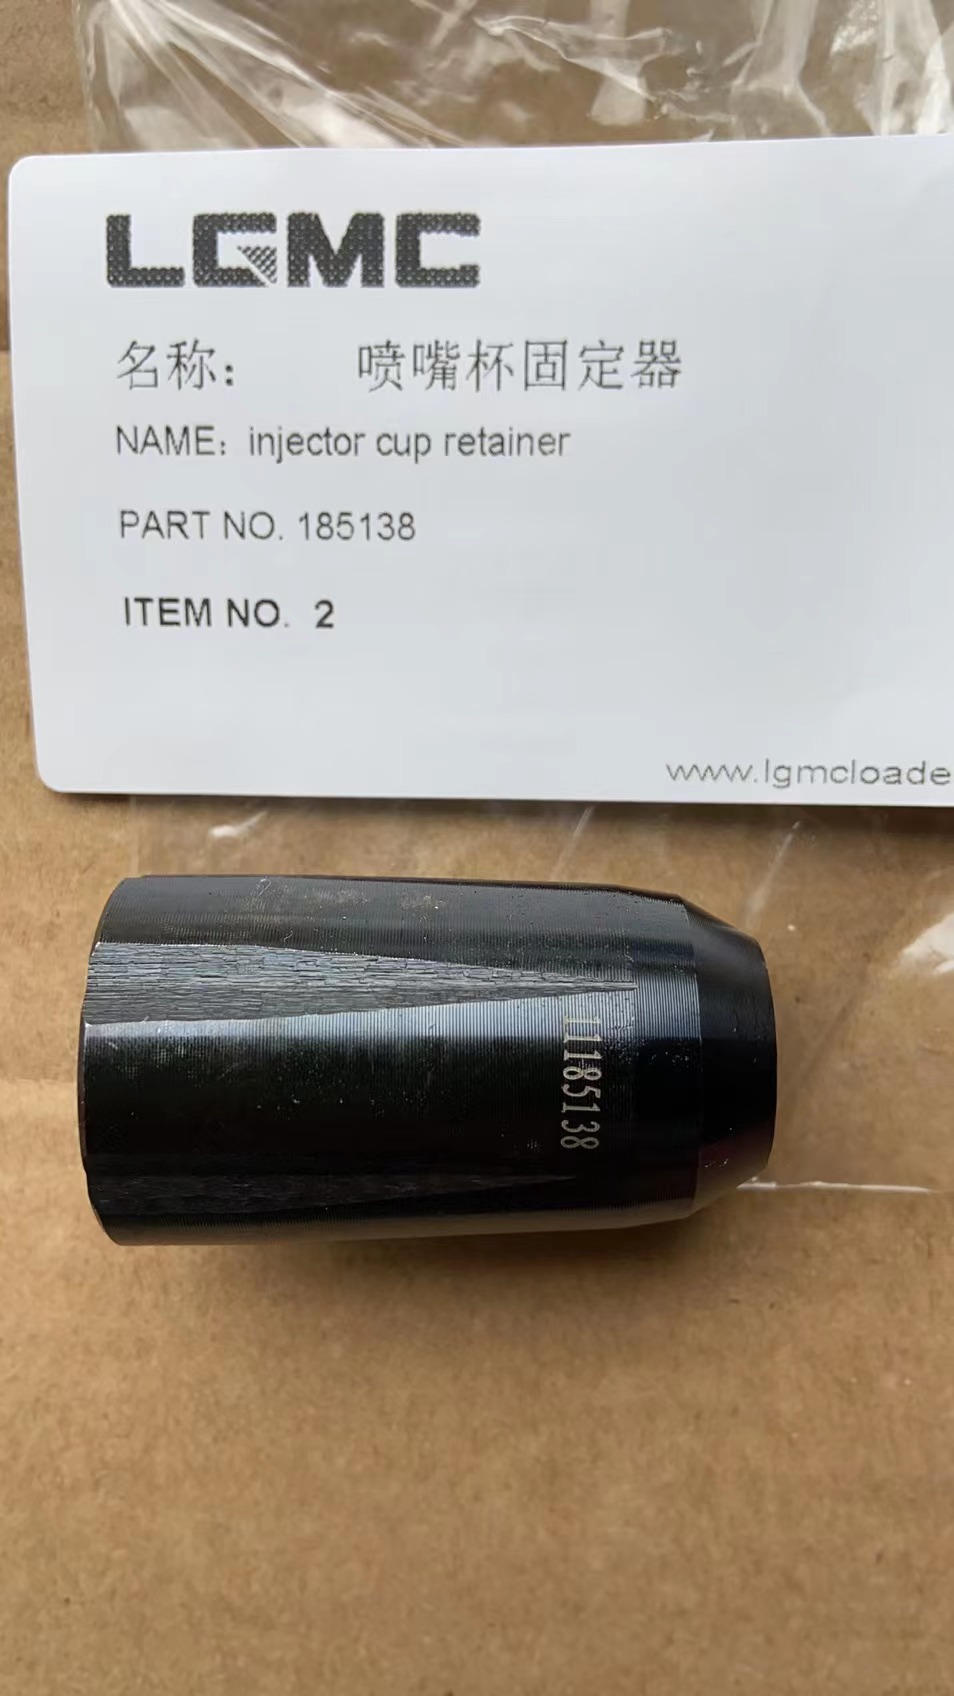 LGMC
名称： 喷嘴杯固定器
NAME：injector cup retainer
PART NO. 185138
ITEM NO. 2
www.lgmcloade
11185138